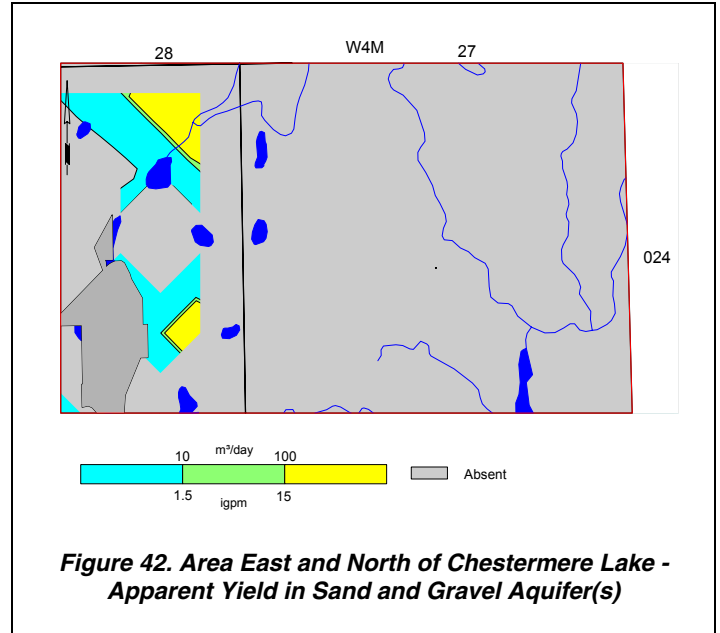 W4M
28 27
024
m³/day
10 100
1.5 15
igpm
Absent
Figure 42. Area East and North of Chestermere Lake -
Apparent Yield in Sand and Gravel Aquifer(s)